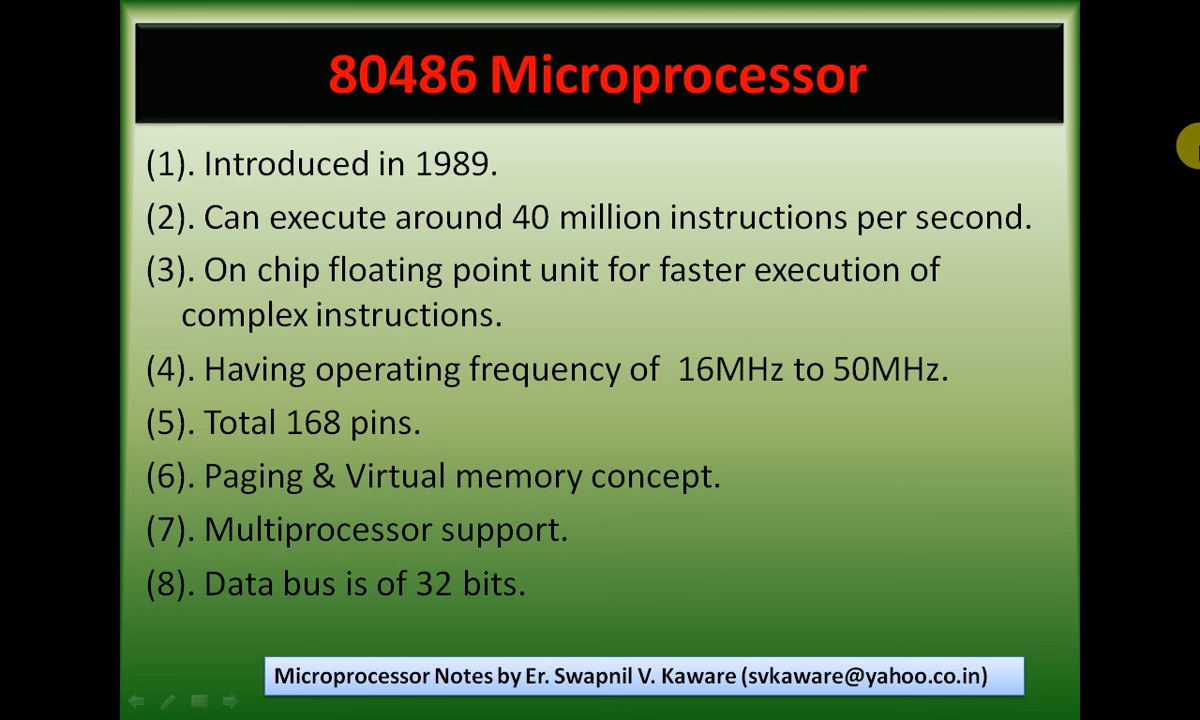 80486 Microprocessor
(1). Introduced in 1989.
(2). Can execute around 40 million instructions per second.
(3). On chip floating point unit for faster execution of
complex instructions.
(4). Having operating frequency of  16MHz to 50MHz.
(5). Total 168 pins.
(6). Paging & Virtual memory concept.
(7). Multiprocessor support.
(8). Data bus is of 32 bits.
Microprocessor Notes by Er. Swapnil V. Kaware (svkaware@yahoo.co.in)